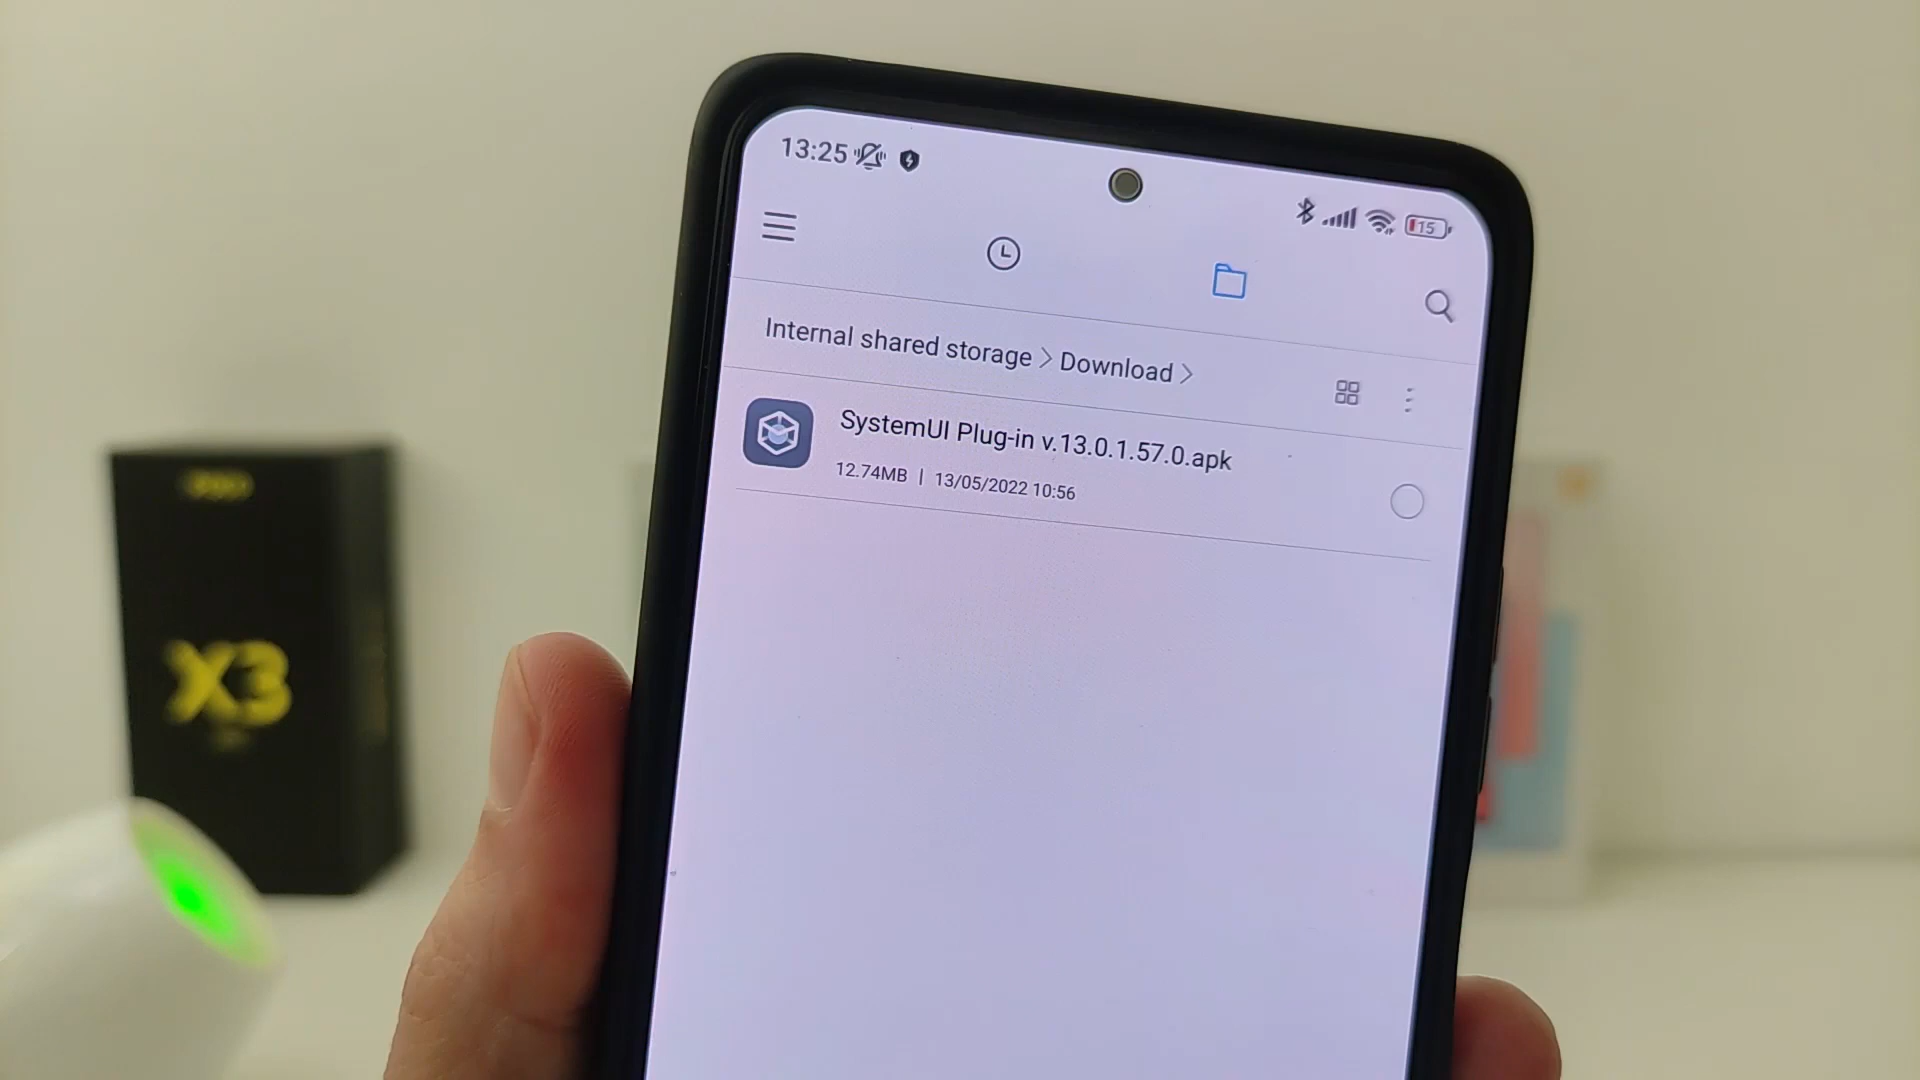 13:25
15
Internal shared storage > Download >
SystemUI Plug-in v.13.0.1.57.0.apk
12.74MB | 13/05/2022 10:56
X3